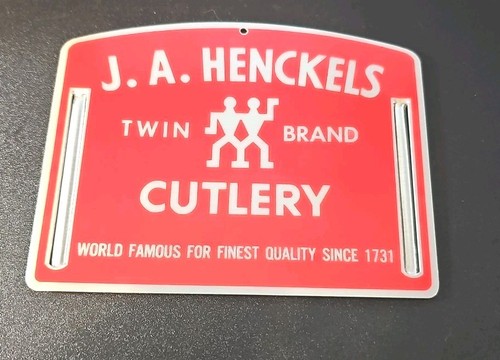 J. A. HENCKELS
TWIN BRAND
CUTLERY
WORLD FAMOUS FOR FINEST QUALITY SINCE 1731